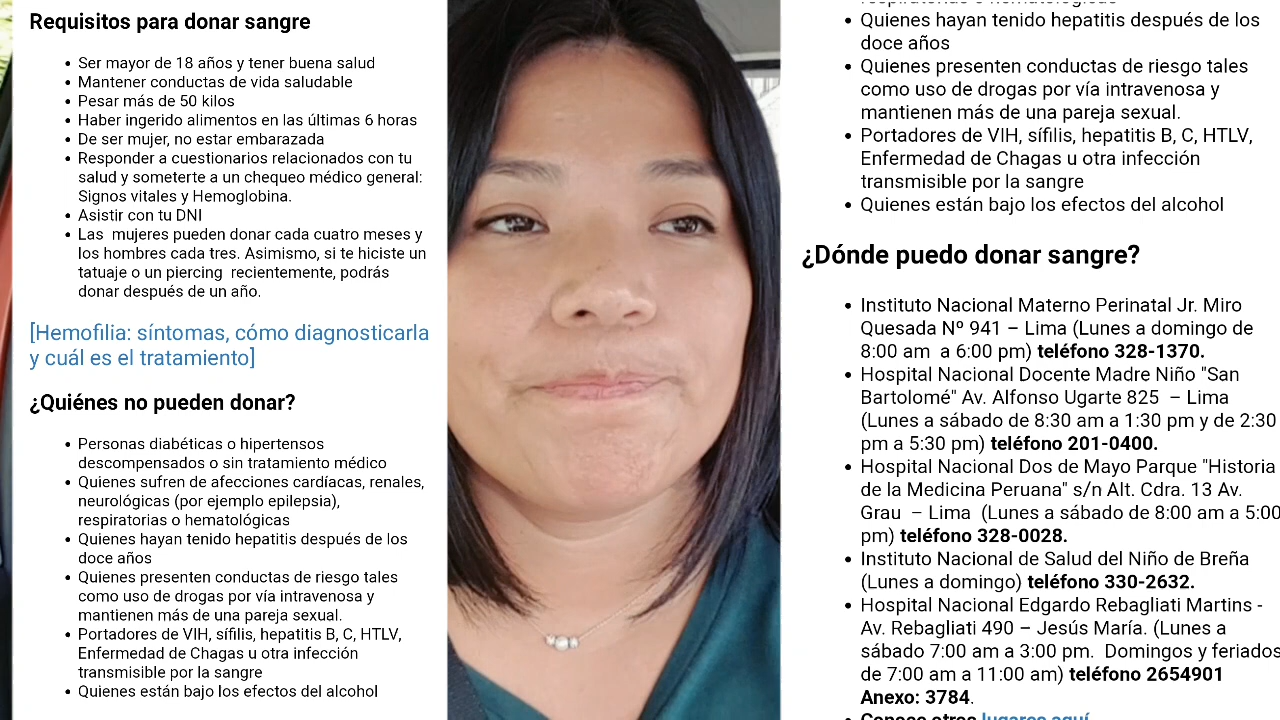 Requisitos para donar sangre
• Ser mayor de 18 años y tener buena salud
• Mantener conductas de vida saludable
• Pesar más de 50 kilos
• Haber ingerido alimentos en las últimas 6 horas
• De ser mujer, no estar embarazada
• Responder a cuestionarios relacionados con tu
salud y someterte a un chequeo médico general:
Signos vitales y Hemoglobina.
• Asistir con tu DNI
• Las mujeres pueden donar cada cuatro meses y
los hombres cada tres. Asimismo, si te hiciste un
tatuaje o un piercing recientemente, podrás
donar después de un año.
[Hemofilia: síntomas, cómo diagnosticarla
y cuál es el tratamiento]
¿Quiénes no pueden donar?
• Personas diabéticas o hipertensos
descompensados o sin tratamiento médico
• Quienes sufren de afecciones cardíacas, renales,
neurológicas (por ejemplo epilepsia),
respiratorias o hematológicas
• Quienes hayan tenido hepatitis después de los
doce años
• Quienes presenten conductas de riesgo tales
como uso de drogas por vía intravenosa y
mantienen más de una pareja sexual.
• Portadores de VIH, sífilis, hepatitis B, C, HTLV,
Enfermedad de Chagas u otra infección
transmisible por la sangre
• Quienes están bajo los efectos del alcohol
respiratorias o hematológicas
• Quienes hayan tenido hepatitis después de los
doce años
• Quienes presenten conductas de riesgo tales
como uso de drogas por vía intravenosa y
mantienen más de una pareja sexual.
• Portadores de VIH, sífilis, hepatitis B, C, HTLV,
Enfermedad de Chagas u otra infección
transmisible por la sangre
• Quienes están bajo los efectos del alcohol
¿Dónde puedo donar sangre?
• Instituto Nacional Materno Perinatal Jr. Miro
Quesada Nº 941 – Lima (Lunes a domingo de
8:00 am a 6:00 pm) teléfono 328-1370.
• Hospital Nacional Docente Madre Niño "San
Bartolomé" Av. Alfonso Ugarte 825 – Lima
(Lunes a sábado de 8:30 am a 1:30 pm y de 2:30
pm a 5:30 pm) teléfono 201-0400.
• Hospital Nacional Dos de Mayo Parque "Historia
de la Medicina Peruana" s/n Alt. Cdra. 13 Av.
Grau – Lima (Lunes a sábado de 8:00 am a 5:00
pm) teléfono 328-0028.
• Instituto Nacional de Salud del Niño de Breña
(Lunes a domingo) teléfono 330-2632.
• Hospital Nacional Edgardo Rebagliati Martins -
Av. Rebagliati 490 – Jesús María. (Lunes a
sábado 7:00 am a 3:00 pm. Domingos y feriados
de 7:00 am a 11:00 am) teléfono 2654901
Anexo: 3784.
• Conoce otros lugares aquí